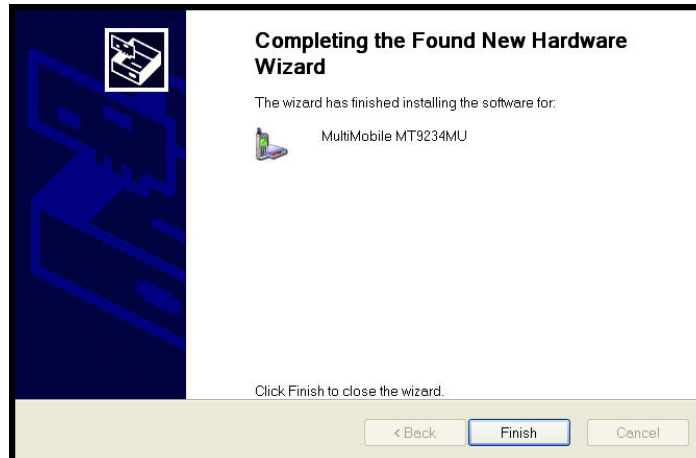 Completing the Found New Hardware
Wizard
The wizard has finished installing the software for:
MultiMobile MT9234MU
Click Finish to close the wizard.
< Back
Finish
Cancel